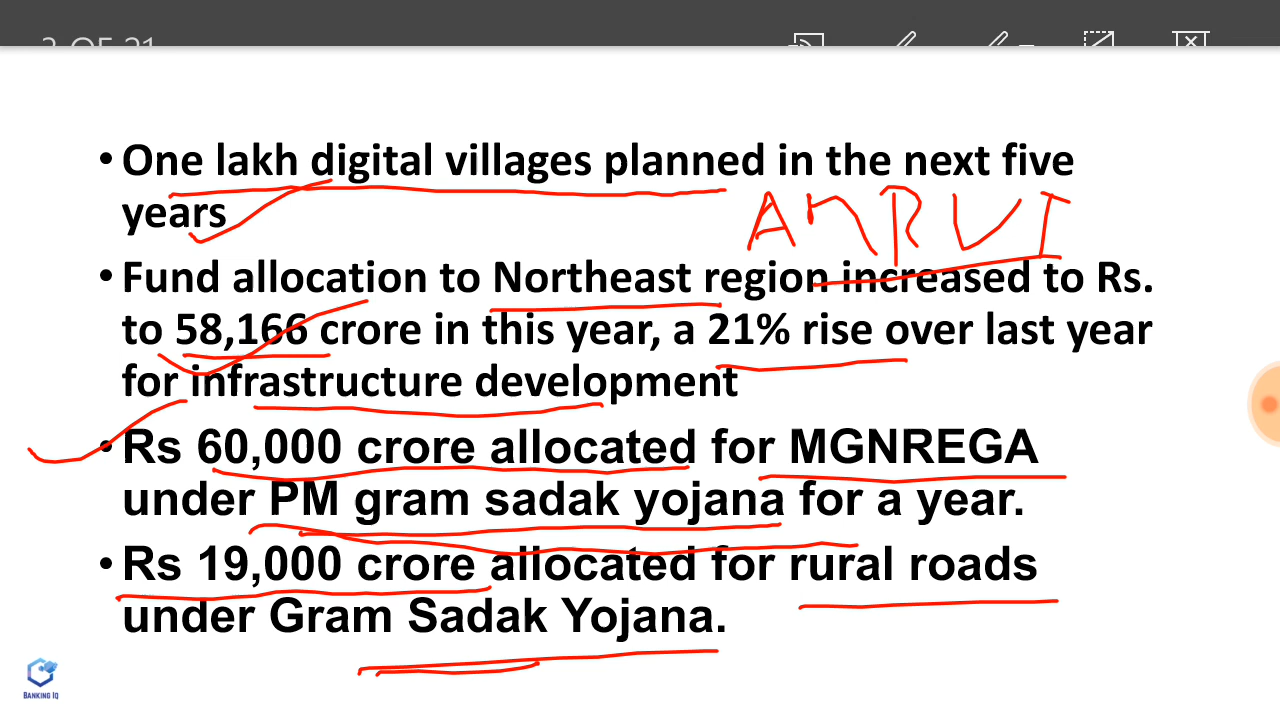 3 OF 21
• One lakh digital villages planned in the next five
years
AMRUT
• Fund allocation to Northeast region increased to Rs.
to 58,166 crore in this year, a 21% rise over last year
for infrastructure development
• Rs 60,000 crore allocated for MGNREGA
under PM gram sadak yojana for a year.
• Rs 19,000 crore allocated for rural roads
under Gram Sadak Yojana.
BANKING IQ